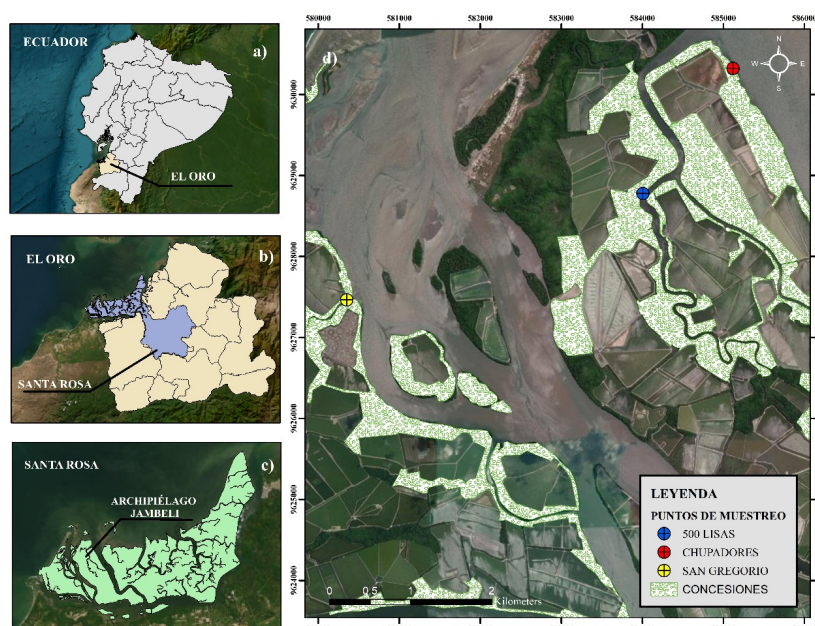 ECUADOR
a)
EL ORO
EL ORO
b)
SANTA ROSA
SANTA ROSA
c)
ARCHIPIÉLAGO
JAMBELI
580000 581000 582000 583000 584000 585000 586000
d)
N
W E
S
9630000
9629000
9628000
9627000
9626000
9625000
9624000
0 0.5 1 2
Kilometers
LEYENDA
PUNTOS DE MUESTREO
500 LISAS
CHUPADORES
SAN GREGORIO
CONCESIONES